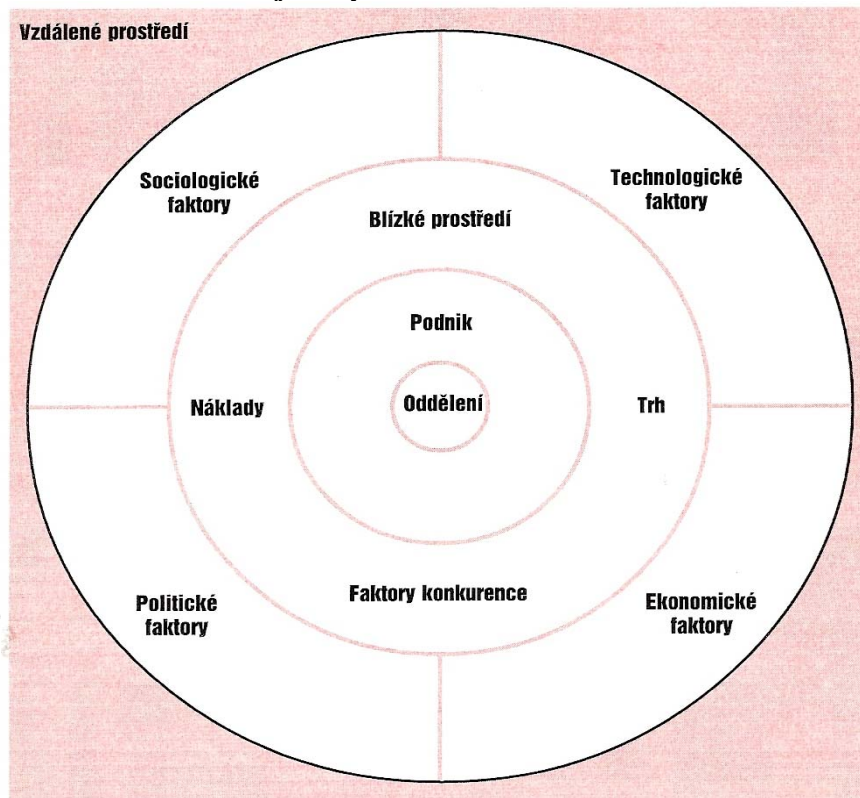 Vzdálené prostředí
Sociologické
faktory
Technologické
faktory
Blízké prostředí
Podnik
Náklady
Oddělení
Trh
Faktory konkurence
Politické
faktory
Ekonomické
faktory